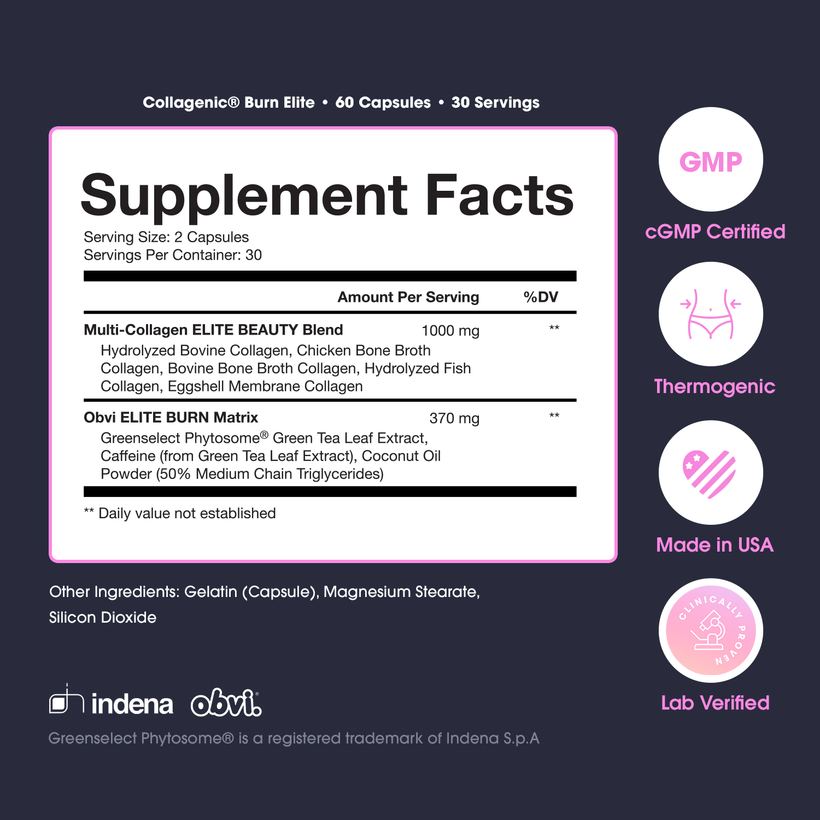 Collagenic® Burn Elite • 60 Capsules • 30 Servings
Supplement Facts
Serving Size: 2 Capsules
Servings Per Container: 30
Amount Per Serving %DV
Multi-Collagen ELITE BEAUTY Blend 1000 mg **
Hydrolyzed Bovine Collagen, Chicken Bone Broth
Collagen, Bovine Bone Broth Collagen, Hydrolyzed Fish
Collagen, Eggshell Membrane Collagen
Obvi ELITE BURN Matrix 370 mg **
Greenselect Phytosome® Green Tea Leaf Extract,
Caffeine (from Green Tea Leaf Extract), Coconut Oil
Powder (50% Medium Chain Triglycerides)
** Daily value not established
Other Ingredients: Gelatin (Capsule), Magnesium Stearate,
Silicon Dioxide
indena obvi.
Greenselect Phytosome® is a registered trademark of Indena S.p.A
GMP
cGMP Certified
Thermogenic
Made in USA
CLINICALLY PROVEN
Lab Verified